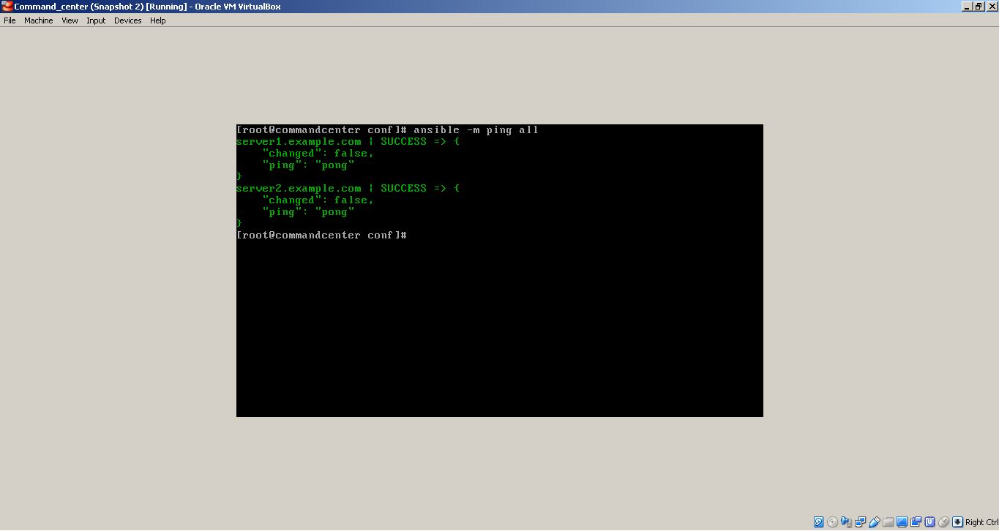 Command_center (Snapshot 2) [Running] - Oracle VM VirtualBox
File Machine View Input Devices Help
[root@commandcenter conf]# ansible -m ping all
server1.example.com | SUCCESS => {
    "changed": false,
    "ping": "pong"
}
server2.example.com | SUCCESS => {
    "changed": false,
    "ping": "pong"
}
[root@commandcenter conf]#
Right Ctrl